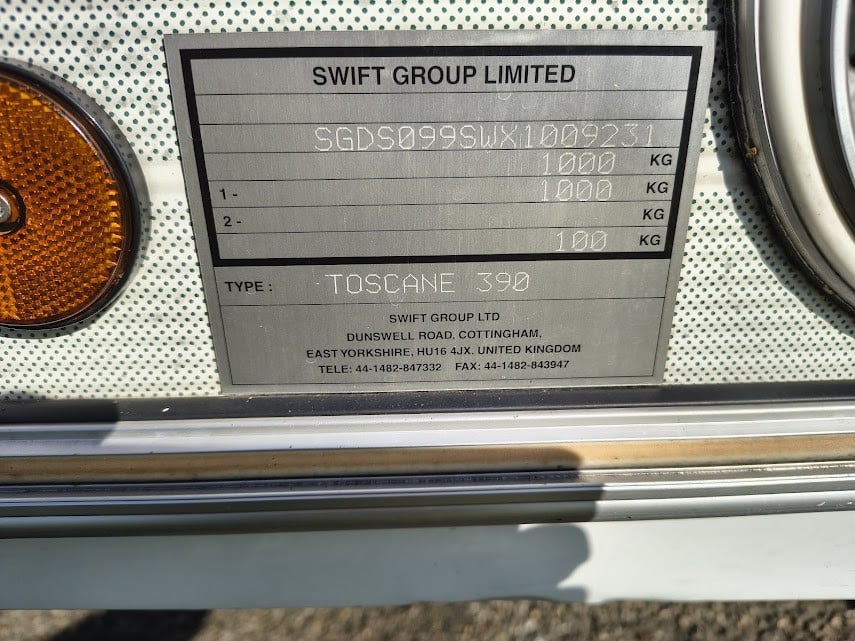 SWIFT GROUP LIMITED
SGDS099SWX1009231
1000 KG
1- 1000 KG
2- KG
100 KG
TYPE: TOSCANE 390
SWIFT GROUP LTD
DUNSWELL ROAD, COTTINGHAM,
EAST YORKSHIRE, HU16 4JX. UNITED KINGDOM
TELE: 44-1482-847332 FAX: 44-1482-843947